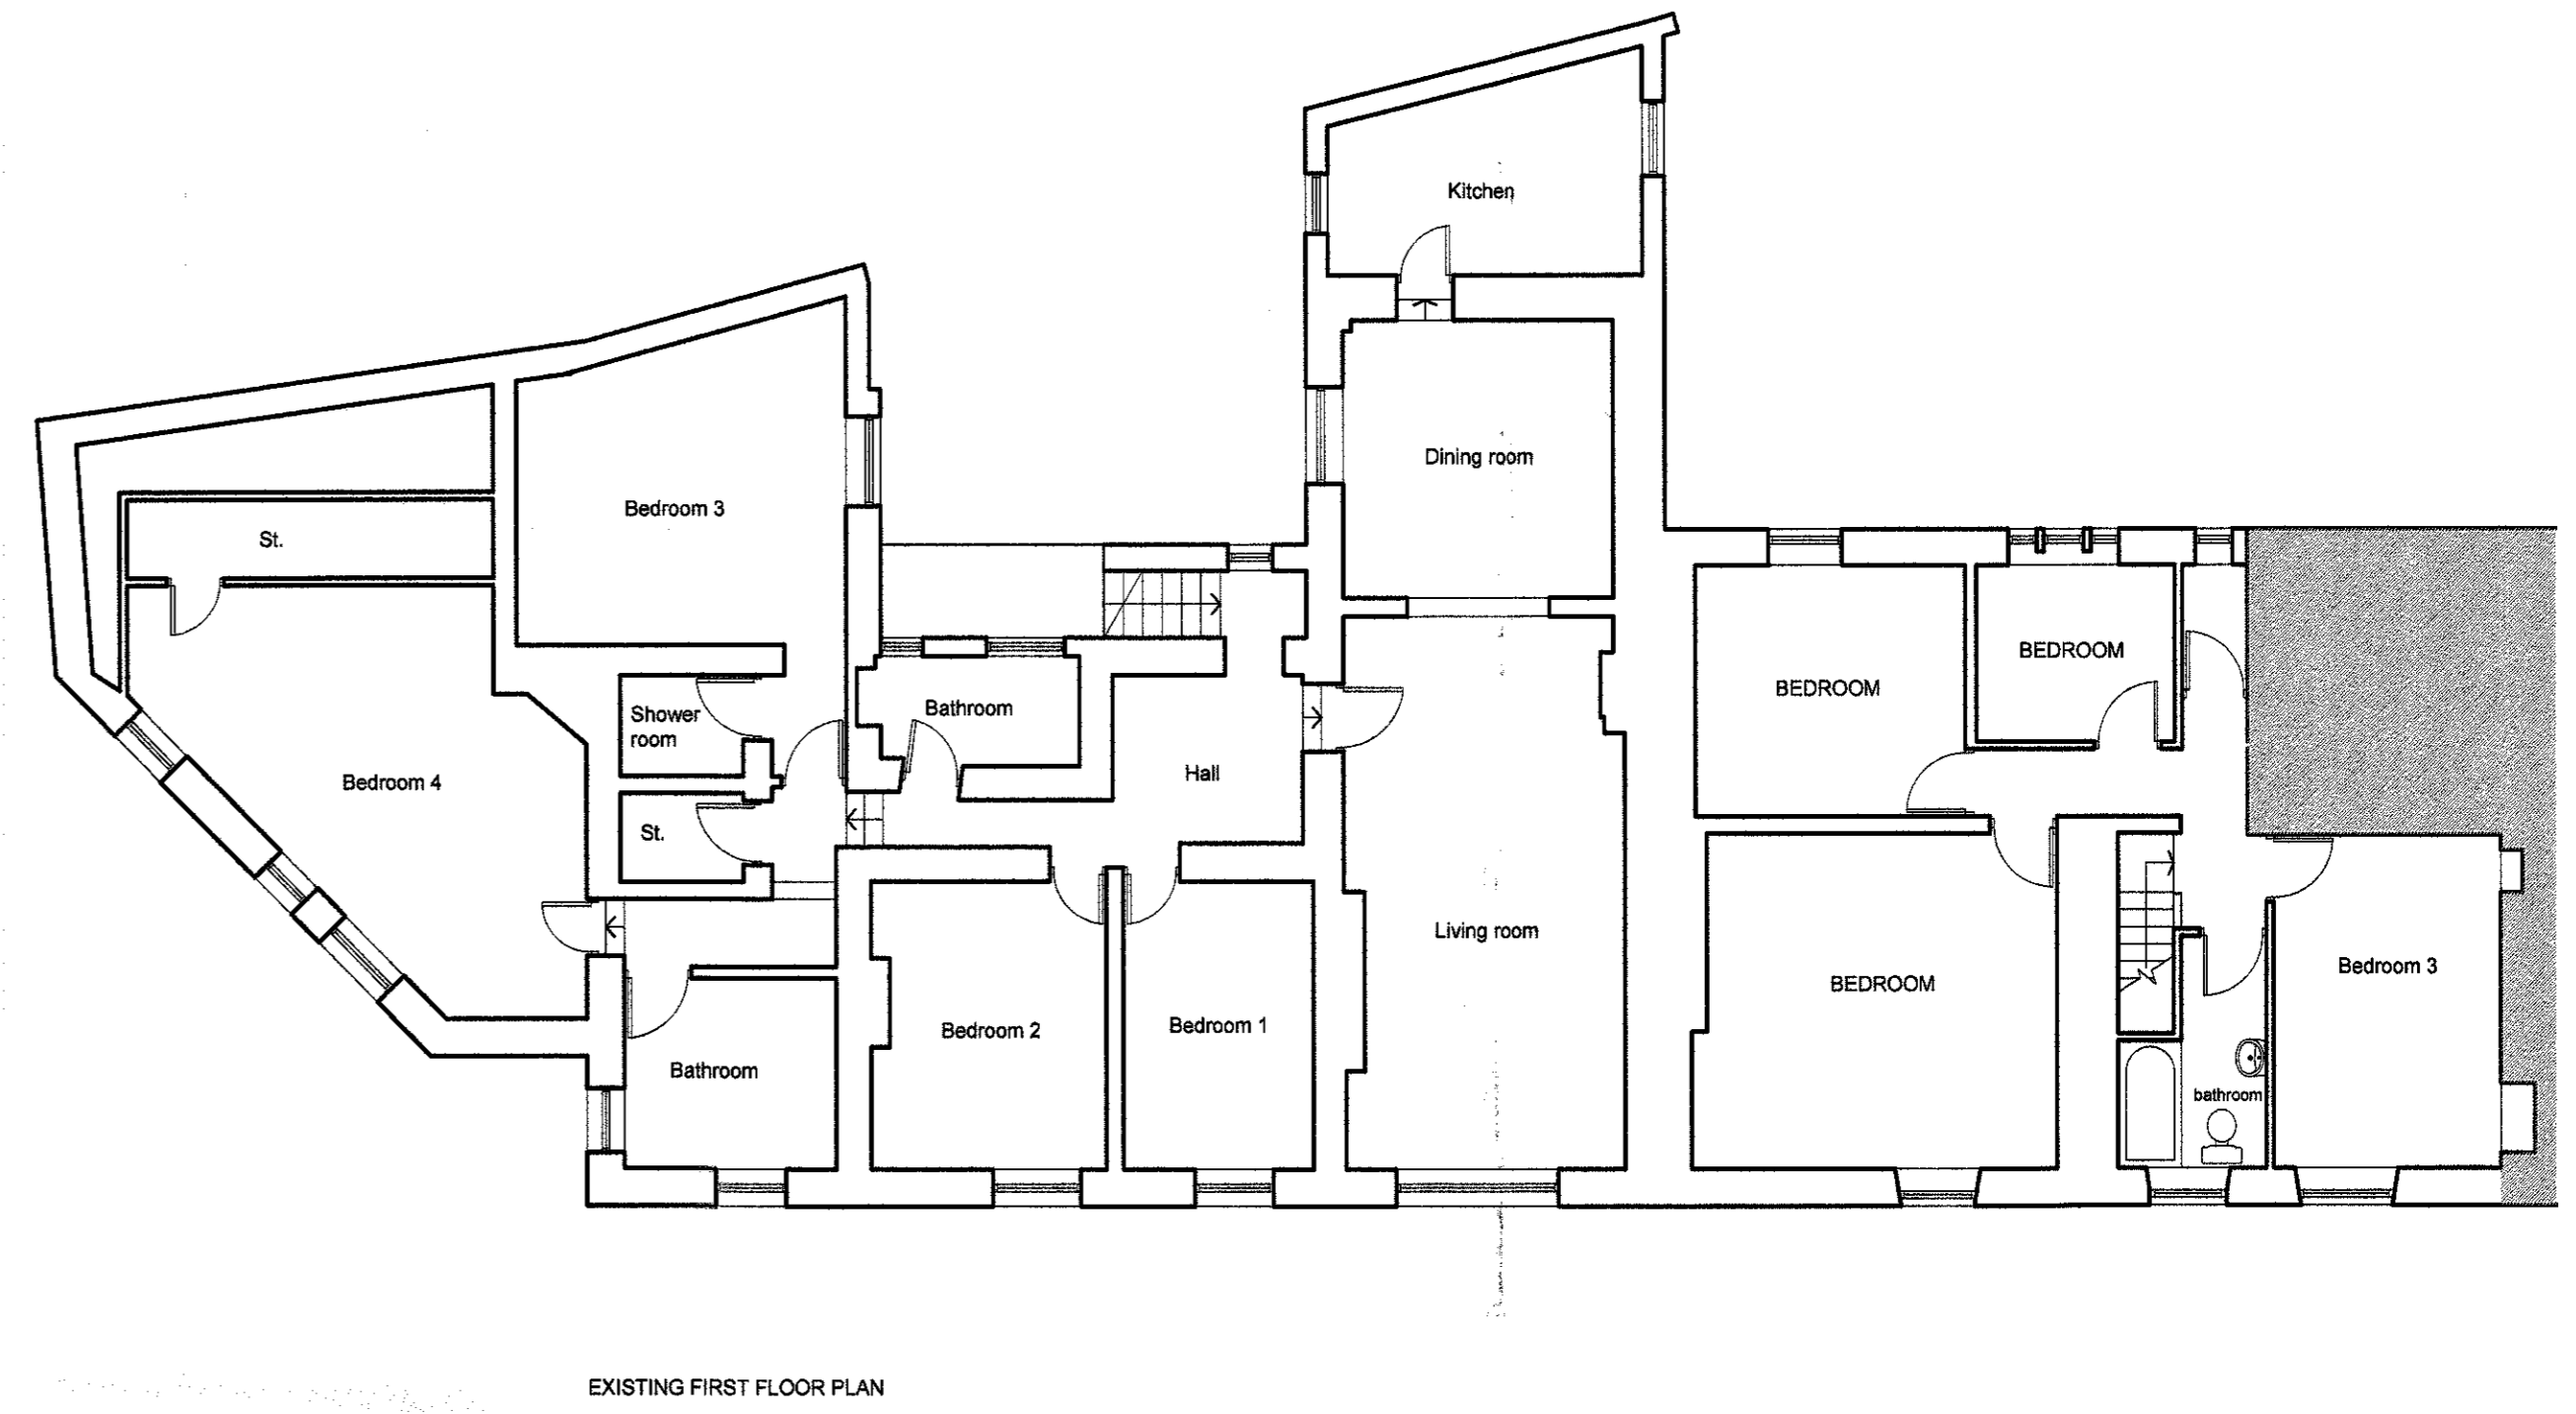 Kitchen
Dining room
Bedroom 3
St.
BEDROOM
BEDROOM
Shower
room
Bathroom
Hall
Bedroom 4
St.
Living room
BEDROOM
Bedroom 3
Bedroom 2
Bedroom 1
Bathroom
bathroom
EXISTING FIRST FLOOR PLAN